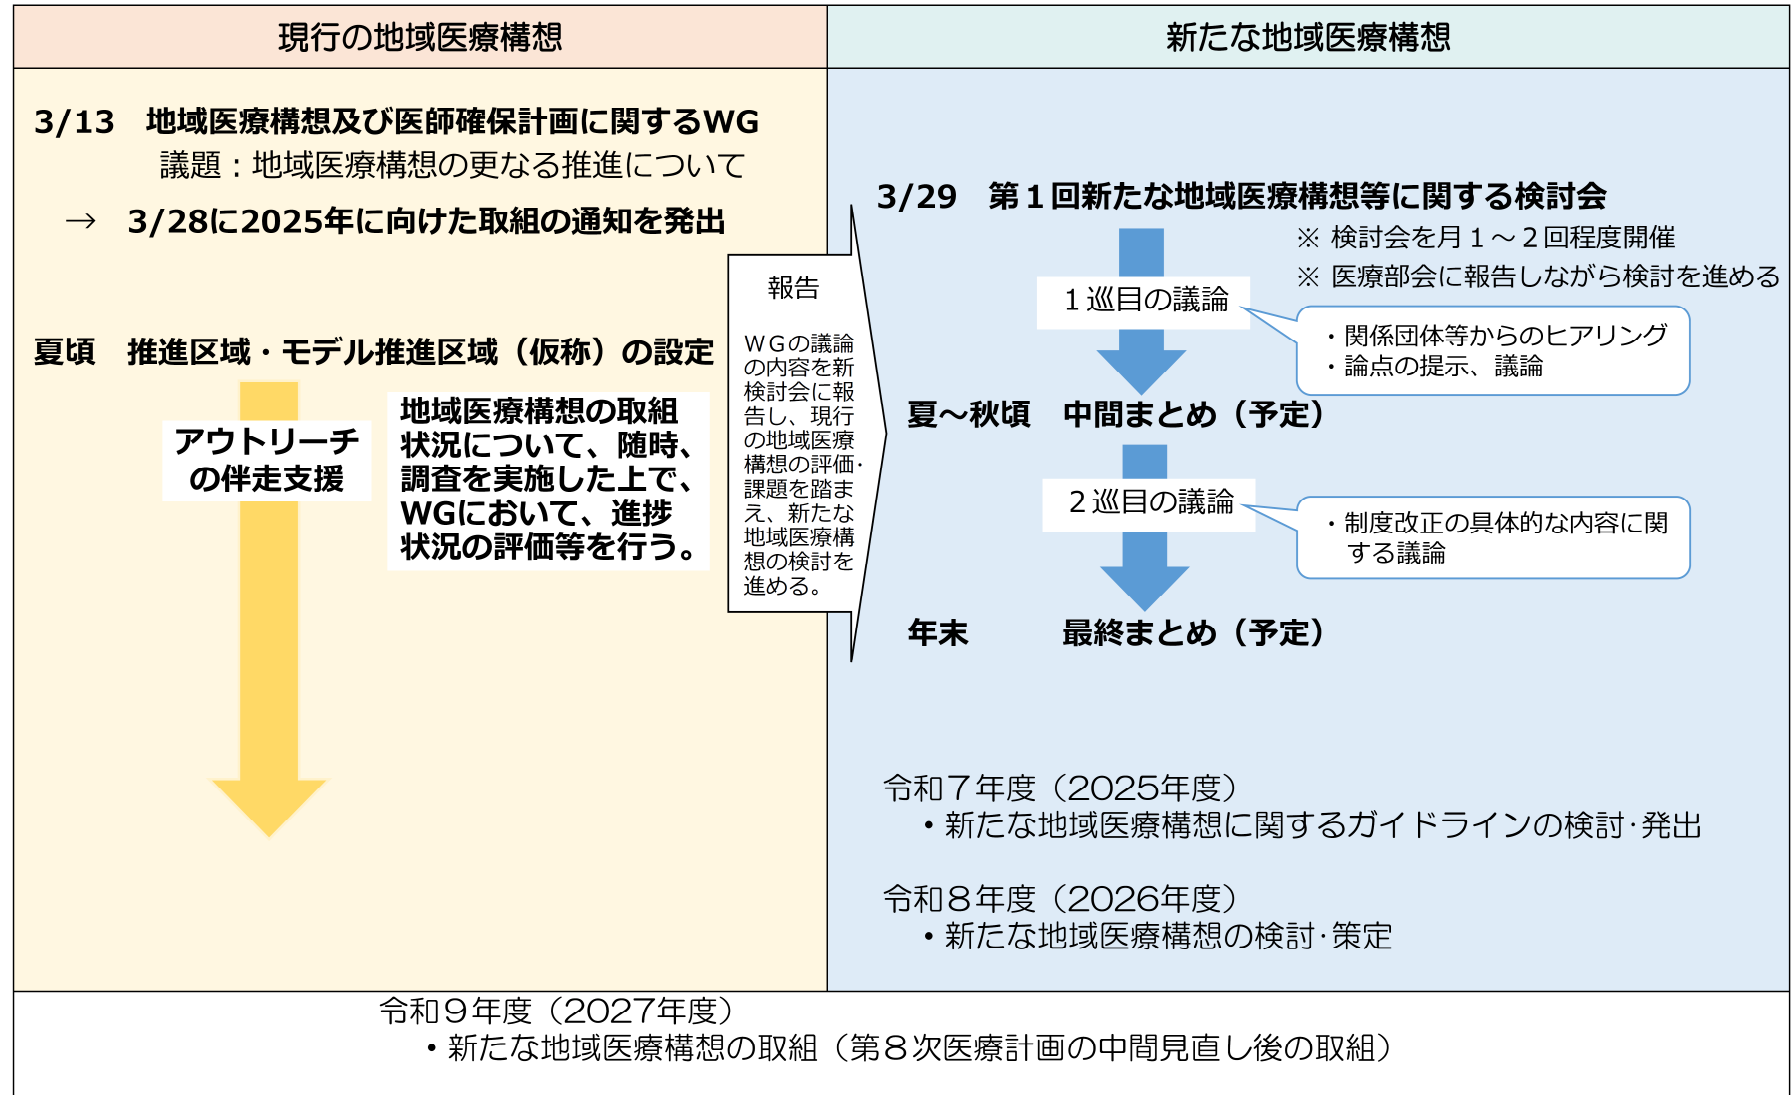 現行の地域医療構想
3/13　地域医療構想及び医師確保計画に関するWG
議題：地域医療構想の更なる推進について
→　3/28に2025年に向けた取組の通知を発出
夏頃　推進区域・モデル推進区域（仮称）の設定
アウトリーチ
の伴走支援
地域医療構想の取組
状況について、随時、
調査を実施した上で、
WGにおいて、進捗
状況の評価等を行う。
報告
ＷＧの議論
の内容を新
検討会に報
告し、現行
の地域医療
構想の評価･
課題を踏ま
え、新たな
地域医療構
想の検討を
進める。
新たな地域医療構想
3/29　第１回新たな地域医療構想等に関する検討会
※ 検討会を月１～２回程度開催
※ 医療部会に報告しながら検討を進める
１巡目の議論
・関係団体等からのヒアリング
・論点の提示、議論
夏～秋頃　中間まとめ（予定）
２巡目の議論
・制度改正の具体的な内容に関
する議論
年末　　　最終まとめ（予定）
令和７年度（2025年度）
・新たな地域医療構想に関するガイドラインの検討･発出
令和８年度（2026年度）
・新たな地域医療構想の検討･策定
令和９年度（2027年度）
・新たな地域医療構想の取組（第８次医療計画の中間見直し後の取組）